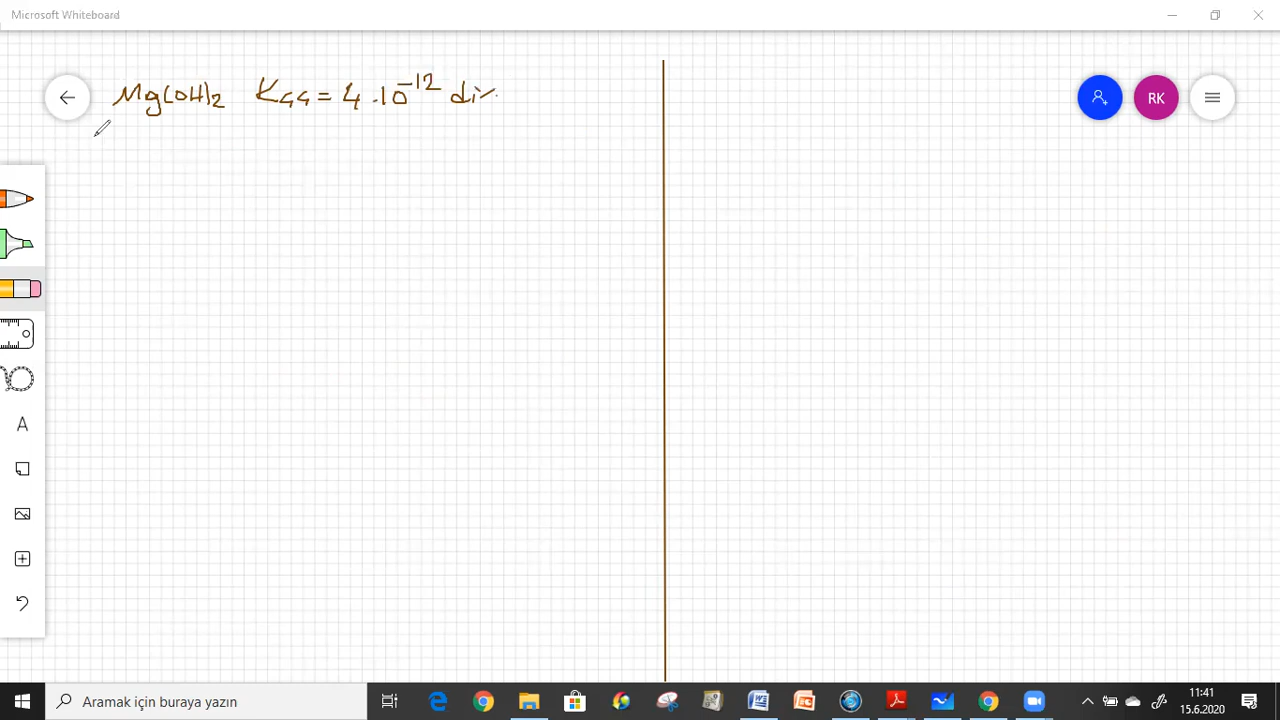 Microsoft Whiteboard
Mg(OH)2 Kçç = 4 .10^-12 dir.
RK
A
Aramak için buraya yazın
11:41
15.6.2020